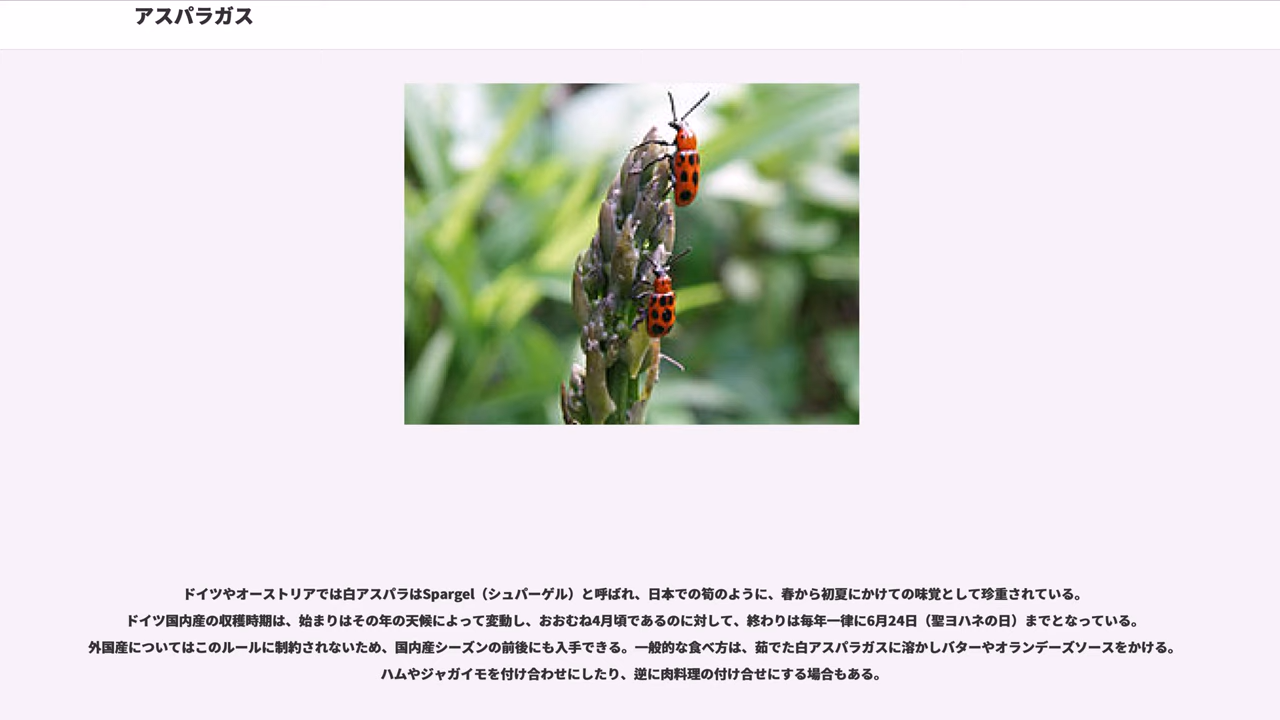 アスパラガス
ドイツやオーストリアでは白アスパラはSpargel（シュパーゲル）と呼ばれ、日本での筍のように、春から初夏にかけての味覚として珍重されている。
ドイツ国内産の収穫時期は、始まりはその年の天候によって変動し、おおむね4月頃であるのに対して、終わりは毎年一律に6月24日（聖ヨハネの日）までとなっている。
外国産についてはこのルールに制約されないため、国内産シーズンの前後にも入手できる。一般的な食べ方は、茹でた白アスパラガスに溶かしバターやオランデーズソースをかける。
ハムやジャガイモを付け合わせにしたり、逆に肉料理の付け合せにする場合もある。